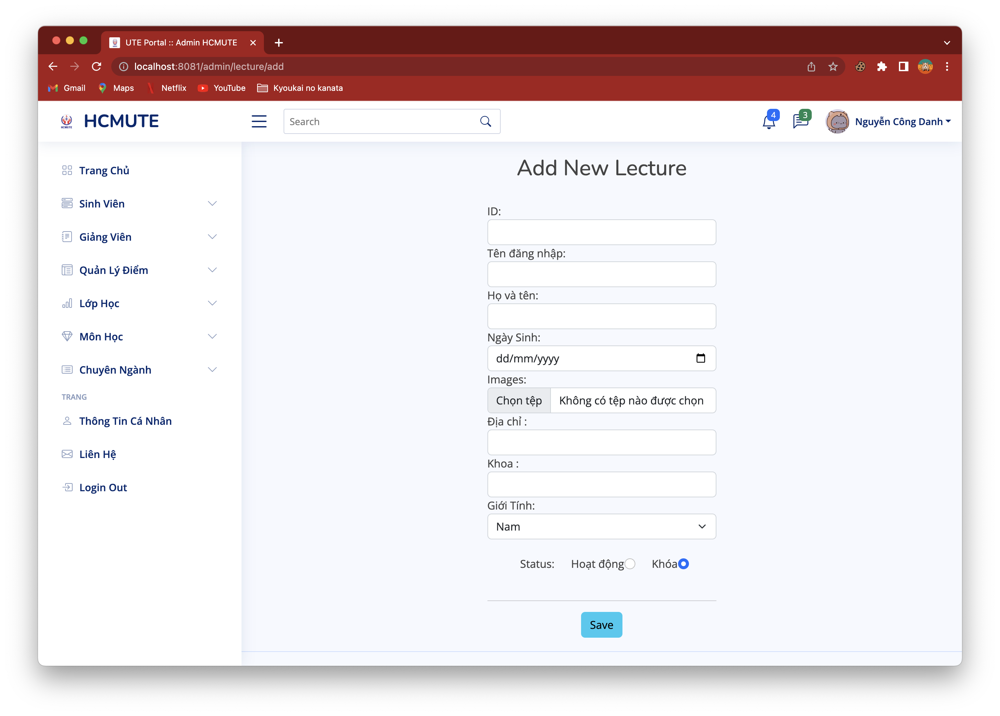 UTE Portal :: Admin HCMUTE
localhost:8081/admin/lecture/add
Gmail Maps Netflix YouTube Kyoukai no kanata
HCMUTE HCMUTE Search 4 3 Nguyễn Công Danh
Trang Chủ
Sinh Viên
Giảng Viên
Quản Lý Điểm
Lớp Học
Môn Học
Chuyên Ngành
TRANG
Thông Tin Cá Nhân
Liên Hệ
Login Out
Add New Lecture
ID:
Tên đăng nhập:
Họ và tên:
Ngày Sinh:
dd/mm/yyyy
Images:
Chọn tệp Không có tệp nào được chọn
Địa chỉ :
Khoa :
Giới Tính:
Nam
Status: Hoạt động Khóa
Save